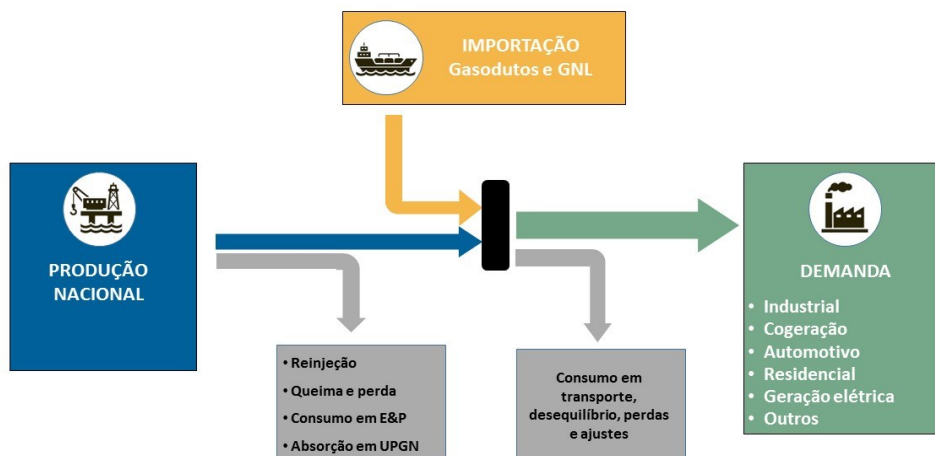 IMPORTAÇÃO
Gasodutos e GNL
PRODUÇÃO
NACIONAL
DEMANDA
• Industrial
• Cogeração
• Automotivo
• Residencial
• Geração elétrica
• Outros
• Reinjeção
• Queima e perda
• Consumo em E&P
• Absorção em UPGN
Consumo em
transporte,
desequilíbrio, perdas
e ajustes